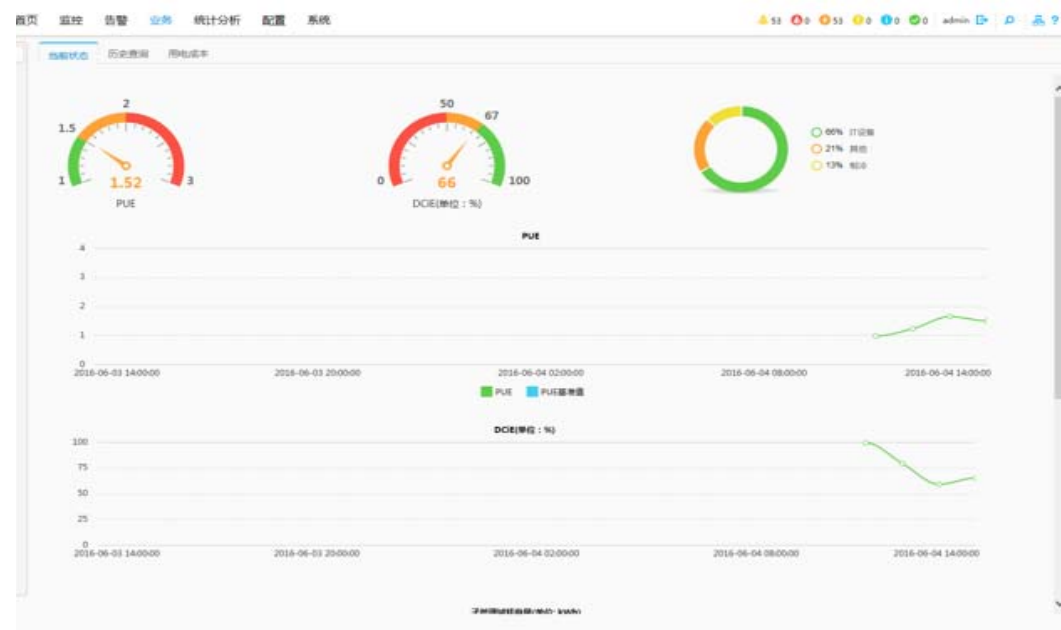 首页 监控 告警 业务 统计分析 配置 系统 53 0 53 0 0 0 admin
当前状态 历史查询 用电成本
2
1.5
1 1.52 3
PUE
50
67
0 66 100
DCIE(单位：%)
66% IT设备
21% 其他
13% 制冷
PUE
4
3
2
1
0
2016-06-03 14:00:00 2016-06-03 20:00:00 2016-06-04 02:00:00 2016-06-04 08:00:00 2016-06-04 14:00:00
PUE PUE基准值
DCIE(单位：%)
100
75
50
25
0
2016-06-03 14:00:00 2016-06-03 20:00:00 2016-06-04 02:00:00 2016-06-04 08:00:00 2016-06-04 14:00:00